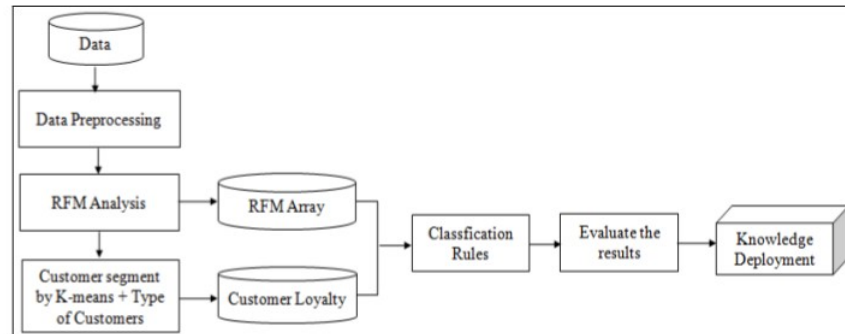 Data
Data Preprocessing
RFM Analysis
RFM Array
Customer segment
by K-means + Type
of Customers
Customer Loyalty
Classfication
Rules
Evaluate the
results
Knowledge
Deployment